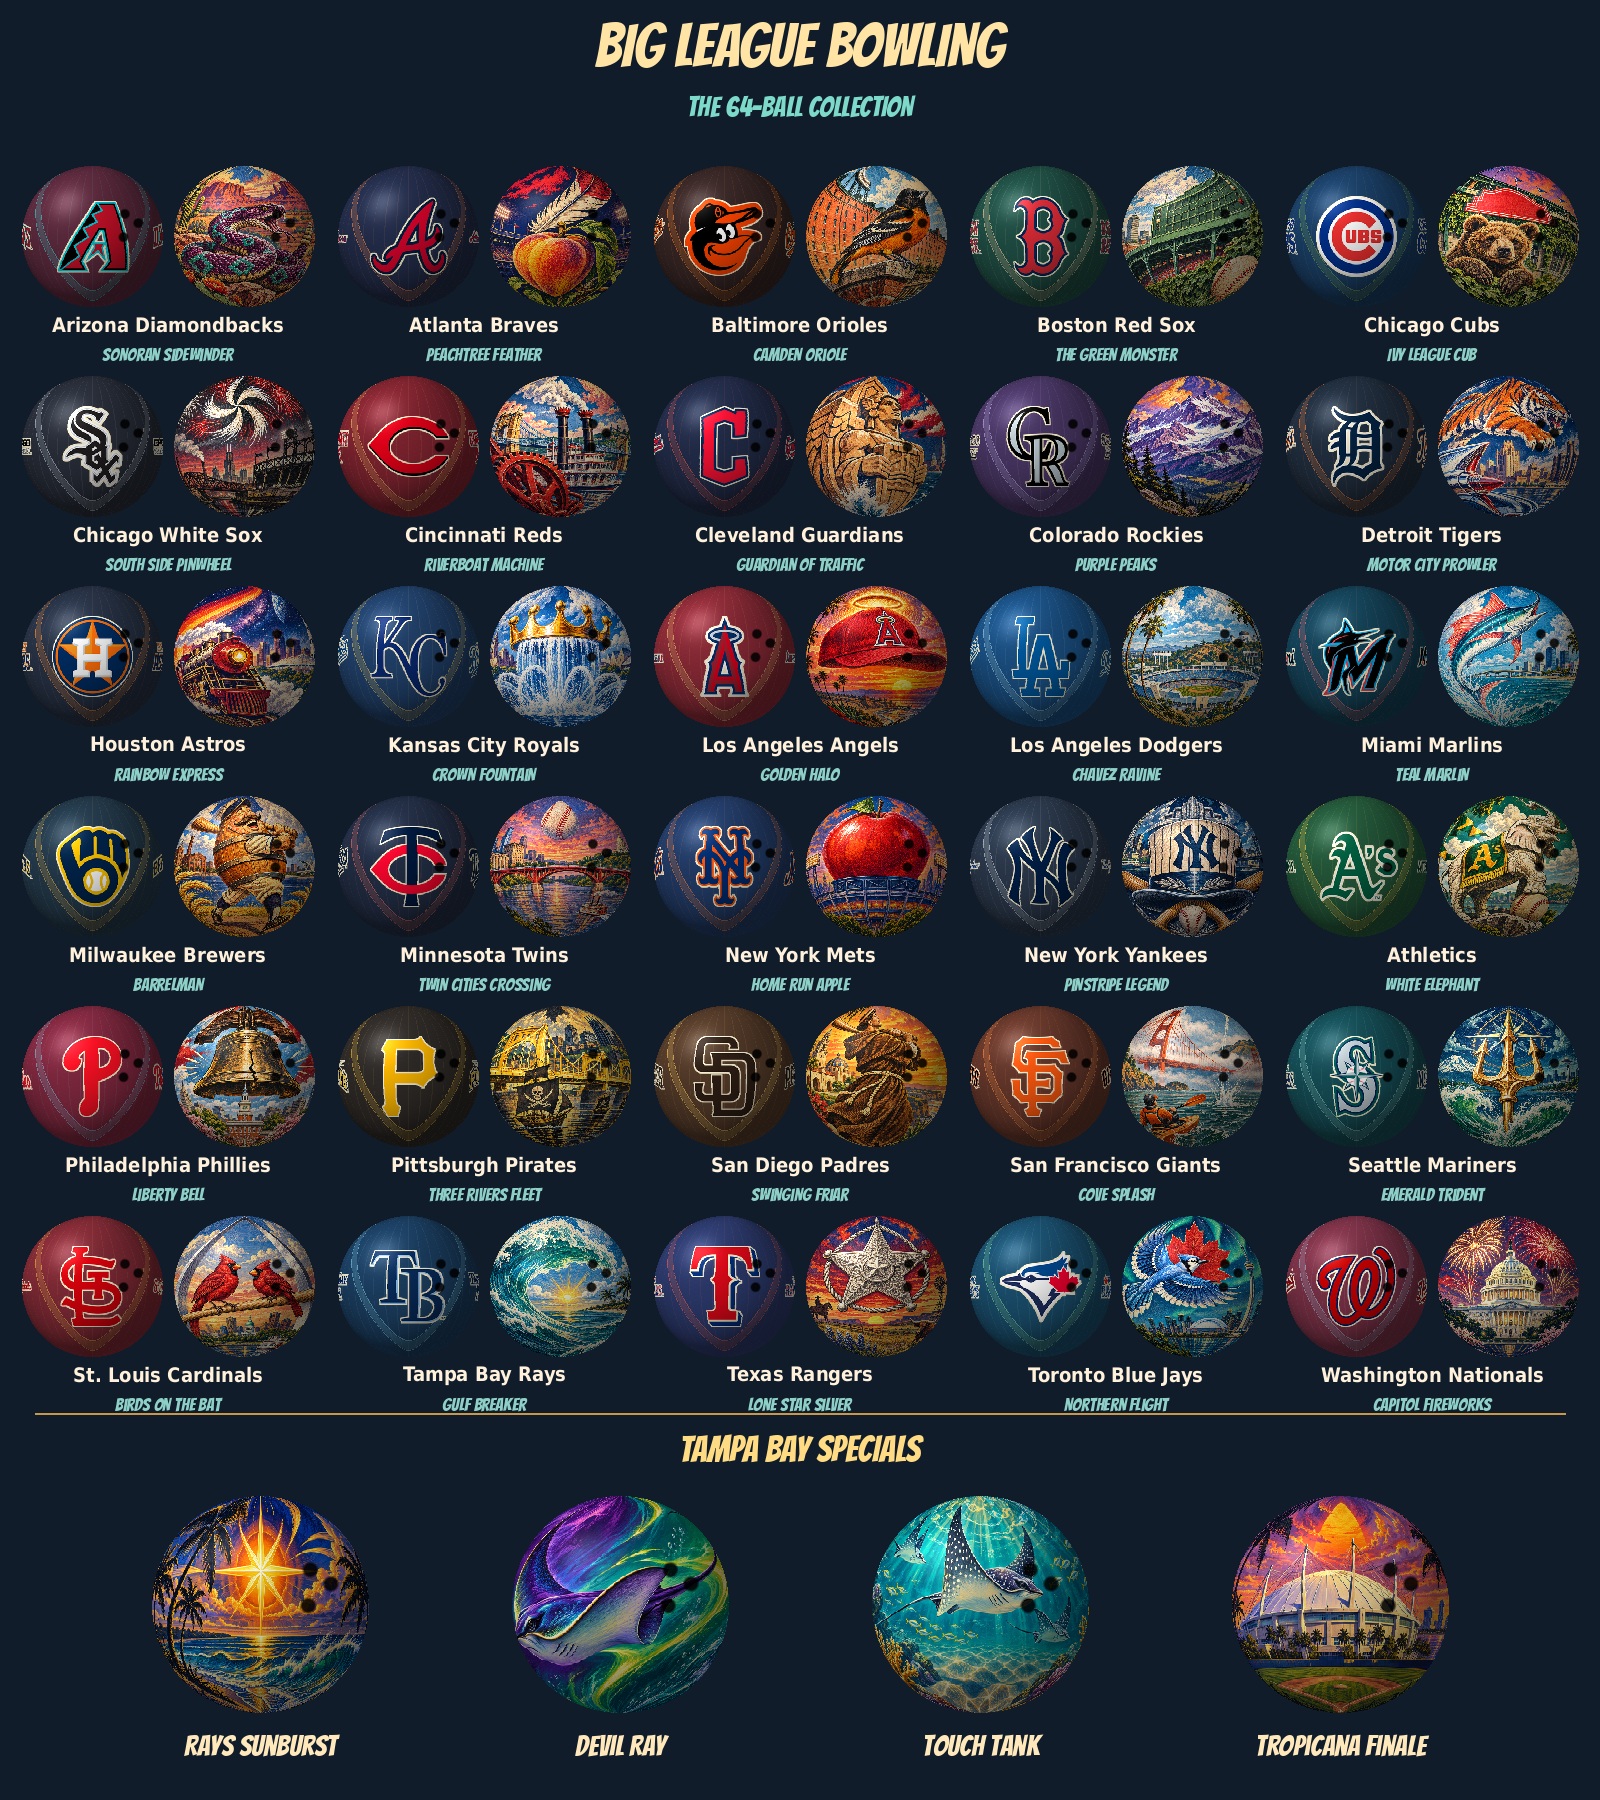 BIG LEAGUE BOWLING
THE 64-BALL COLLECTION
Arizona Diamondbacks
SONORAN SIDEWINDER
Atlanta Braves
PEACHTREE FEATHER
Baltimore Orioles
CAMDEN ORIOLE
Boston Red Sox
THE GREEN MONSTER
Chicago Cubs
IVY LEAGUE CUB
Chicago White Sox
SOUTH SIDE PINWHEEL
Cincinnati Reds
RIVERBOAT MACHINE
Cleveland Guardians
GUARDIAN OF TRAFFIC
Colorado Rockies
PURPLE PEAKS
Detroit Tigers
MOTOR CITY PROWLER
Houston Astros
RAINBOW EXPRESS
Kansas City Royals
CROWN FOUNTAIN
Los Angeles Angels
GOLDEN HALO
Los Angeles Dodgers
CHAVEZ RAVINE
Miami Marlins
TEAL MARLIN
Milwaukee Brewers
BARRELMAN
Minnesota Twins
TWIN CITIES CROSSING
New York Mets
HOME RUN APPLE
New York Yankees
PINSTRIPE LEGEND
Athletics
WHITE ELEPHANT
Philadelphia Phillies
LIBERTY BELL
Pittsburgh Pirates
THREE RIVERS FLEET
San Diego Padres
SWINGING FRIAR
San Francisco Giants
COVE SPLASH
Seattle Mariners
EMERALD TRIDENT
St. Louis Cardinals
BIRDS ON THE BAT
Tampa Bay Rays
GULF BREAKER
Texas Rangers
LONE STAR SILVER
Toronto Blue Jays
NORTHERN FLIGHT
Washington Nationals
CAPITOL FIREWORKS
TAMPA BAY SPECIALS
RAYS SUNBURST
DEVIL RAY
TOUCH TANK
TROPICANA FINALE